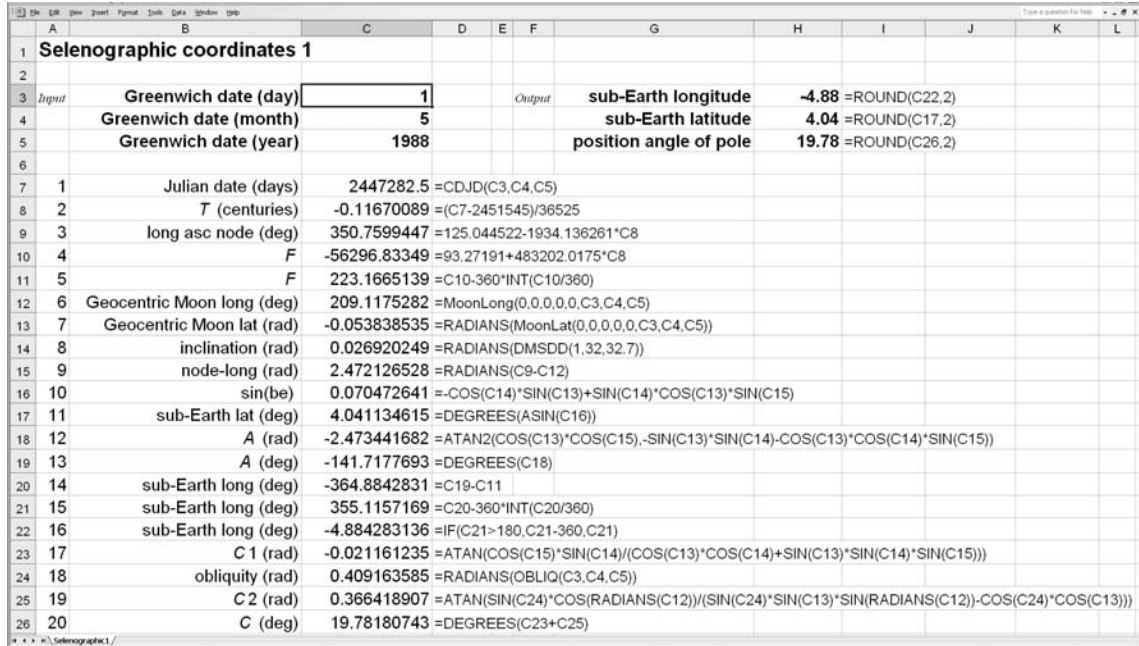 File Edit View Insert Format Tools Data Window Help Type a question for help
A B C D E F G H I J K L
1 Selenographic coordinates 1
2
3 Input Greenwich date (day) 1 Output sub-Earth longitude -4.88 =ROUND(C22,2)
4 Greenwich date (month) 5 sub-Earth latitude 4.04 =ROUND(C17,2)
5 Greenwich date (year) 1988 position angle of pole 19.78 =ROUND(C26,2)
6
7 1 Julian date (days) 2447282.5 =CDJD(C3,C4,C5)
8 2 T (centuries) -0.11670089 =(C7-2451545)/36525
9 3 long asc node (deg) 350.7599447 =125.044522-1934.136261*C8
10 4 F -56296.83349 =93.27191+483202.0175*C8
11 5 F 223.1665139 =C10-360*INT(C10/360)
12 6 Geocentric Moon long (deg) 209.1175282 =MoonLong(0,0,0,0,0,C3,C4,C5)
13 7 Geocentric Moon lat (rad) -0.053838535 =RADIANS(MoonLat(0,0,0,0,0,C3,C4,C5))
14 8 inclination (rad) 0.026920249 =RADIANS(DMSDD(1,32,32.7))
15 9 node-long (rad) 2.472126528 =RADIANS(C9-C12)
16 10 sin(be) 0.070472641 =-COS(C14)*SIN(C13)+SIN(C14)*COS(C13)*SIN(C15)
17 11 sub-Earth lat (deg) 4.041134615 =DEGREES(ASIN(C16))
18 12 A (rad) -2.473441682 =ATAN2(COS(C13)*COS(C15),-SIN(C13)*SIN(C14)-COS(C13)*COS(C14)*SIN(C15))
19 13 A (deg) -141.7177693 =DEGREES(C18)
20 14 sub-Earth long (deg) -364.8842831 =C19-C11
21 15 sub-Earth long (deg) 355.1157169 =C20-360*INT(C20/360)
22 16 sub-Earth long (deg) -4.884283136 =IF(C21>180,C21-360,C21)
23 17 C1 (rad) -0.021161235 =ATAN(COS(C15)*SIN(C14)/(COS(C13)*COS(C14)+SIN(C13)*SIN(C14)*SIN(C15)))
24 18 obliquity (rad) 0.409163585 =RADIANS(OBLIQ(C3,C4,C5))
25 19 C2 (rad) 0.366418907 =ATAN(SIN(C24)*COS(RADIANS(C12))/(SIN(C24)*SIN(C13)*SIN(RADIANS(C12))-COS(C24)*COS(C13)))
26 20 C (deg) 19.78180743 =DEGREES(C23+C25)
Selenographic1